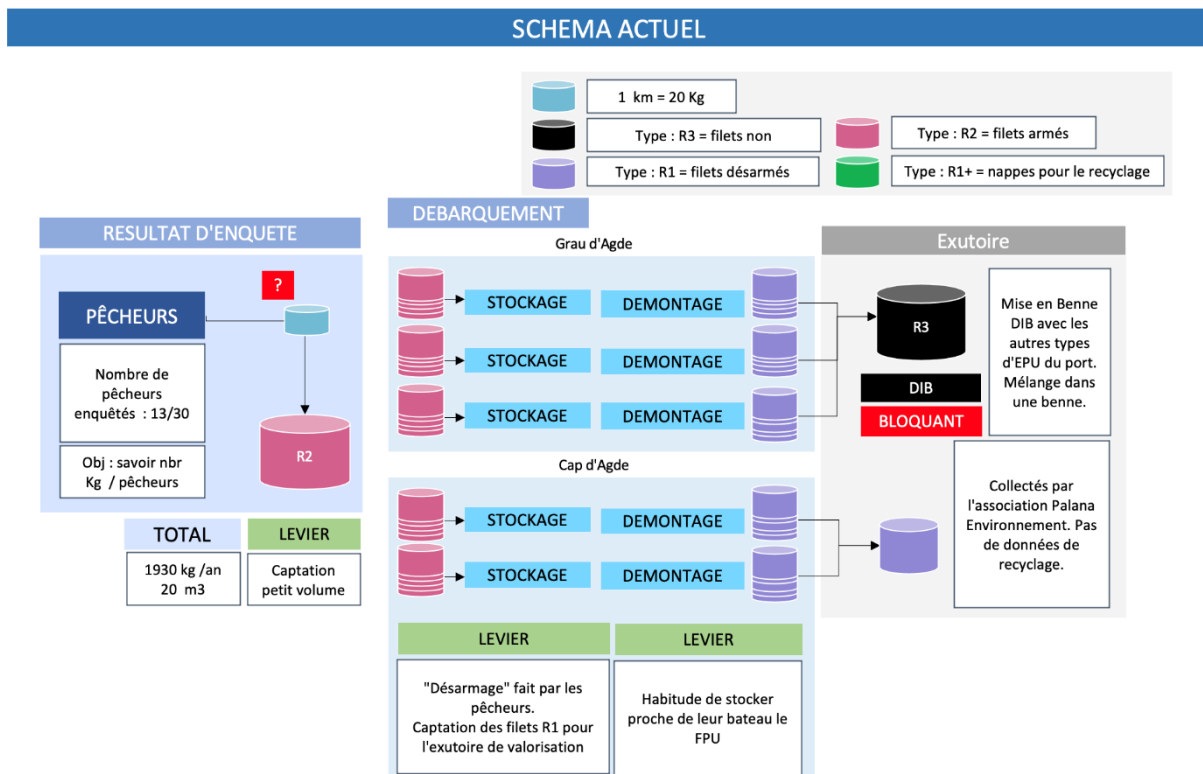 SCHEMA ACTUEL
1 km = 20 Kg
Type : R3 = filets non
Type : R2 = filets armés
Type : R1 = filets désarmés
Type : R1+ = nappes pour le recyclage
RESULTAT D'ENQUETE
?
PÊCHEURS
Nombre de
pêcheurs
enquêtés : 13/30
Obj : savoir nbr
Kg / pêcheurs
R2
TOTAL
1930 kg /an
20 m3
LEVIER
Captation
petit volume
DEBARQUEMENT
Grau d'Agde
STOCKAGE
DEMONTAGE
STOCKAGE
DEMONTAGE
STOCKAGE
DEMONTAGE
Cap d'Agde
STOCKAGE
DEMONTAGE
STOCKAGE
DEMONTAGE
LEVIER
"Désarmage" fait par les
pêcheurs.
Captation des filets R1 pour
l'exutoire de valorisation
LEVIER
Habitude de stocker
proche de leur bateau le
FPU
Exutoire
R3
DIB
BLOQUANT
Mise en Benne
DIB avec les
autres types
d'EPU du port.
Mélange dans
une benne.
Collectés par
l'association Palana
Environnement. Pas
de données de
recyclage.